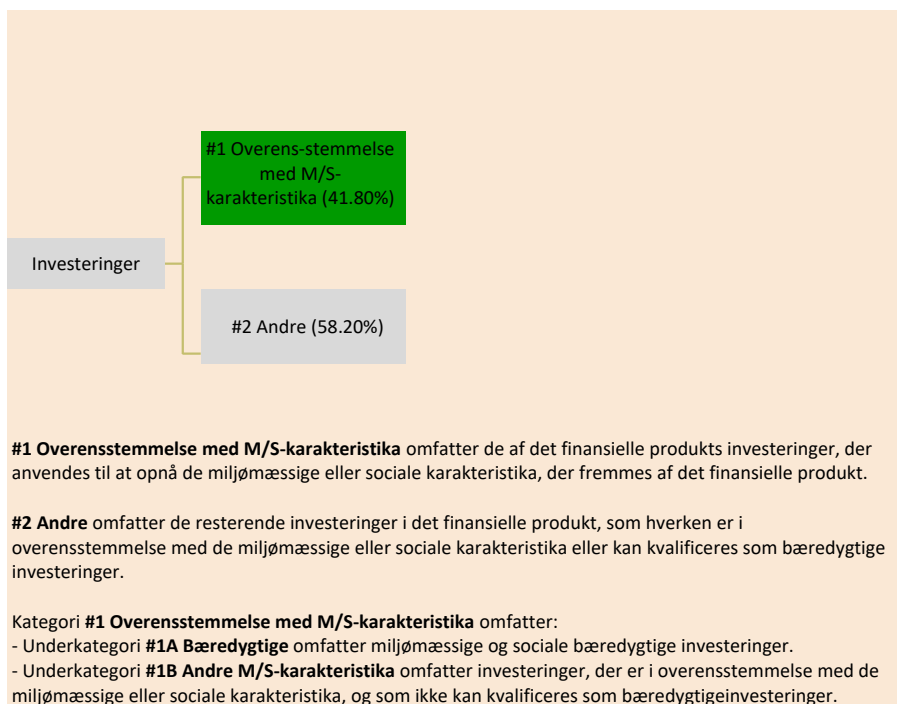 #1 Overens-stemmelse
med M/S-
karakteristika (41.80%)
Investeringer
#2 Andre (58.20%)
#1 Overensstemmelse med M/S-karakteristika omfatter de af det finansielle produkts investeringer, der
anvendes til at opnå de miljømæssige eller sociale karakteristika, der fremmes af det finansielle produkt.
#2 Andre omfatter de resterende investeringer i det finansielle produkt, som hverken er i
overensstemmelse med de miljømæssige eller sociale karakteristika eller kan kvalificeres som bæredygtige
investeringer.
Kategori #1 Overensstemmelse med M/S-karakteristika omfatter:
- Underkategori #1A Bæredygtige omfatter miljømæssige og sociale bæredygtige investeringer.
- Underkategori #1B Andre M/S-karakteristika omfatter investeringer, der er i overensstemmelse med de
miljømæssige eller sociale karakteristika, og som ikke kan kvalificeres som bæredygtigeinvesteringer.